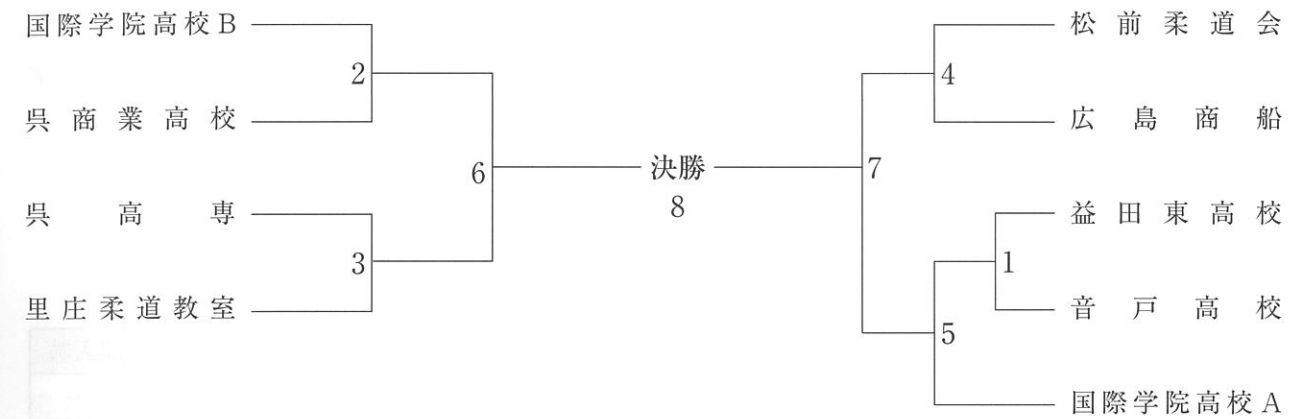 国際学院高校B
2
呉商業高校
6
呉高専
3
里庄柔道教室
決勝
8
松前柔道会
4
広島商船
7
益田東高校
1
音戸高校
5
国際学院高校A